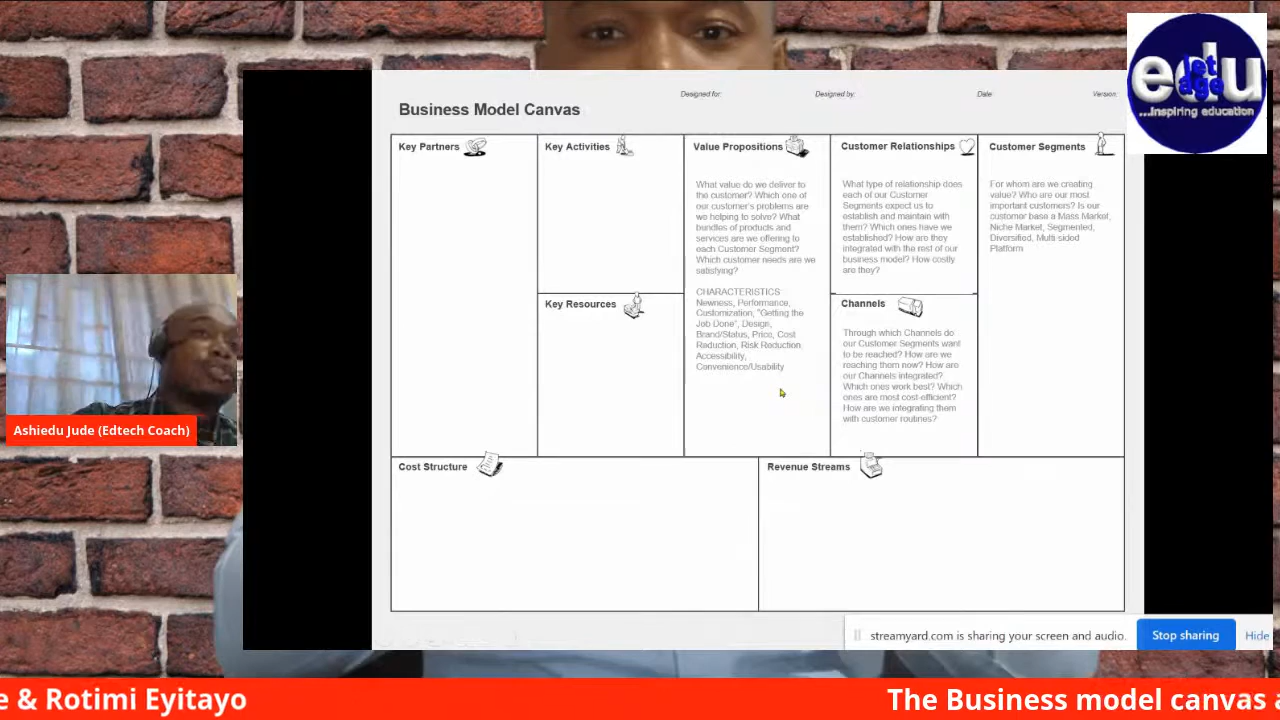 Designed for:
Designed by:
Date
Version:
edu
jet
age
...inspiring education
Business Model Canvas
Key Partners
Key Activities
Value Propositions
Customer Relationships
Customer Segments
What value do we deliver to
the customer? Which one of
our customer's problems are
we helping to solve? What
bundles of products and
services are we offering to
each Customer Segment?
Which customer needs are we
satisfying?
CHARACTERISTICS
Newness, Performance,
Customization, "Getting the
Job Done", Design,
Brand/Status, Price, Cost
Reduction, Risk Reduction
Accessibility,
Convenience/Usability
What type of relationship does
each of our Customer
Segments expect us to
establish and maintain with
them? Which ones have we
established? How are they
integrated with the rest of our
business model? How costly
are they?
For whom are we creating
value? Who are our most
important customers? Is our
customer base a Mass Market,
Niche Market, Segmented,
Diversified, Multi-sided
Platform
Key Resources
Channels
Through which Channels do
our Customer Segments want
to be reached? How are we
reaching them now? How are
our Channels integrated?
Which ones work best? Which
ones are most cost-efficient?
How are we integrating them
with customer routines?
Ashiedu Jude (Edtech Coach)
Cost Structure
Revenue Streams
streamyard.com is sharing your screen and audio.
Stop sharing
Hide
e & Rotimi Eyitayo
The Business model canvas a